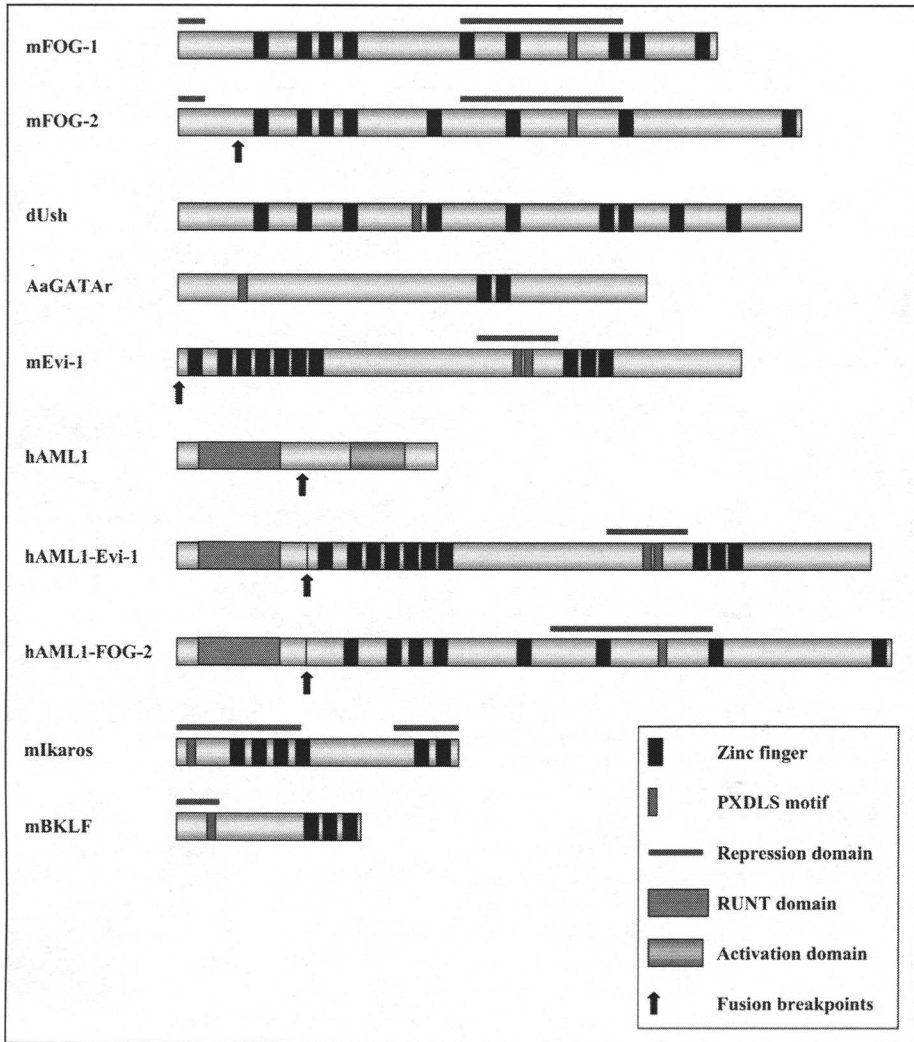 mFOG-1
mFOG-2
dUsh
AaGATAr
mEvi-1
hAML1
hAML1-Evi-1
hAML1-FOG-2
mIkaros
mBKLF
Zinc finger
PXDLS motif
Repression domain
RUNT domain
Activation domain
Fusion breakpoints